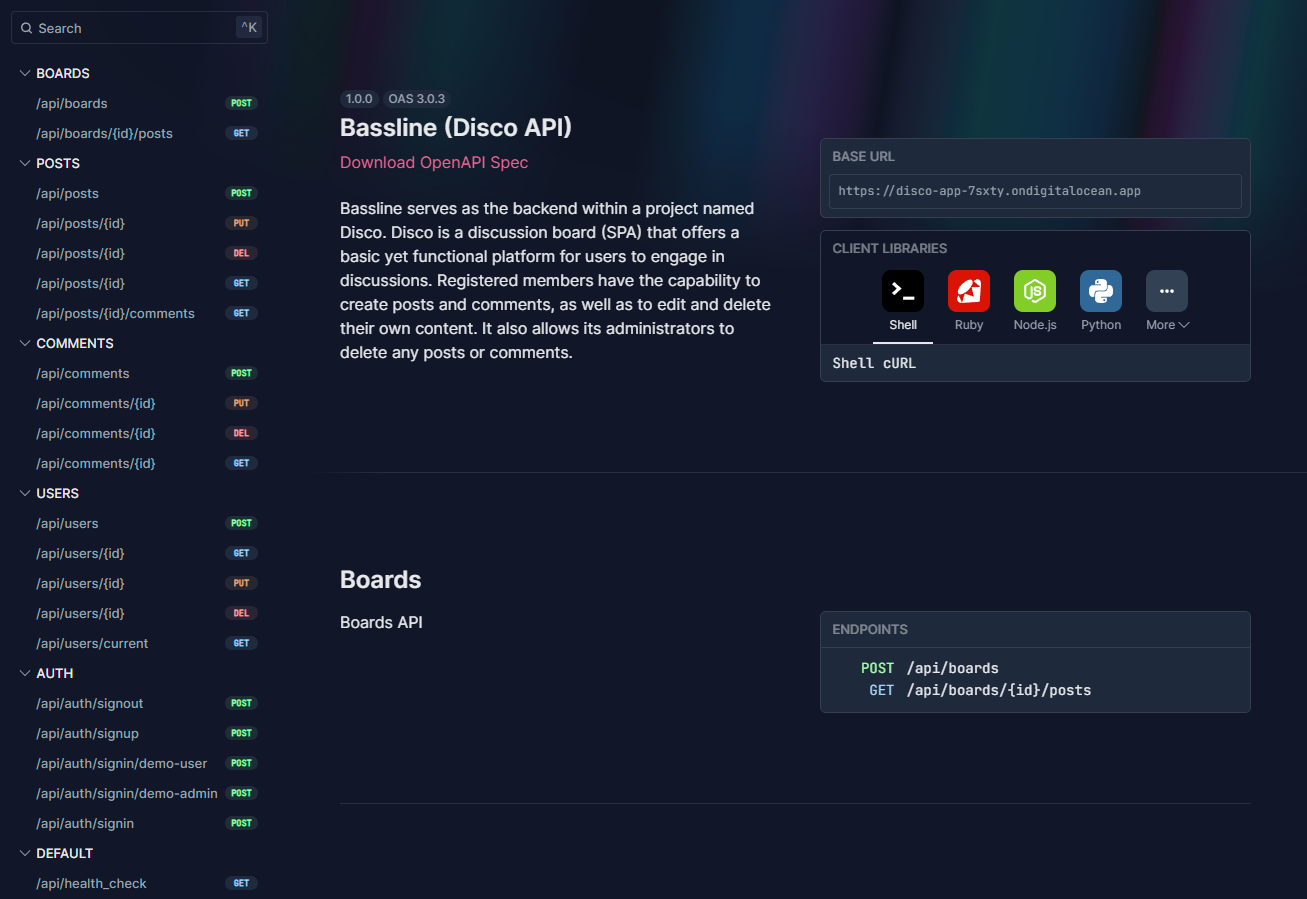 Search ^K
BOARDS
/api/boards POST
/api/boards/{id}/posts GET
POSTS
/api/posts POST
/api/posts/{id} PUT
/api/posts/{id} DEL
/api/posts/{id} GET
/api/posts/{id}/comments GET
COMMENTS
/api/comments POST
/api/comments/{id} PUT
/api/comments/{id} DEL
/api/comments/{id} GET
USERS
/api/users POST
/api/users/{id} GET
/api/users/{id} PUT
/api/users/{id} DEL
/api/users/current GET
AUTH
/api/auth/signout POST
/api/auth/signup POST
/api/auth/signin/demo-user POST
/api/auth/signin/demo-admin POST
/api/auth/signin POST
DEFAULT
/api/health_check GET
1.0.0 OAS 3.0.3
Bassline (Disco API)
Download OpenAPI Spec
Bassline serves as the backend within a project named
Disco. Disco is a discussion board (SPA) that offers a
basic yet functional platform for users to engage in
discussions. Registered members have the capability to
create posts and comments, as well as to edit and delete
their own content. It also allows its administrators to
delete any posts or comments.
BASE URL
https://disco-app-7sxty.ondigitalocean.app
CLIENT LIBRARIES
Shell Ruby Node.js Python More
Shell cURL
Boards
Boards API
ENDPOINTS
POST /api/boards
GET /api/boards/{id}/posts